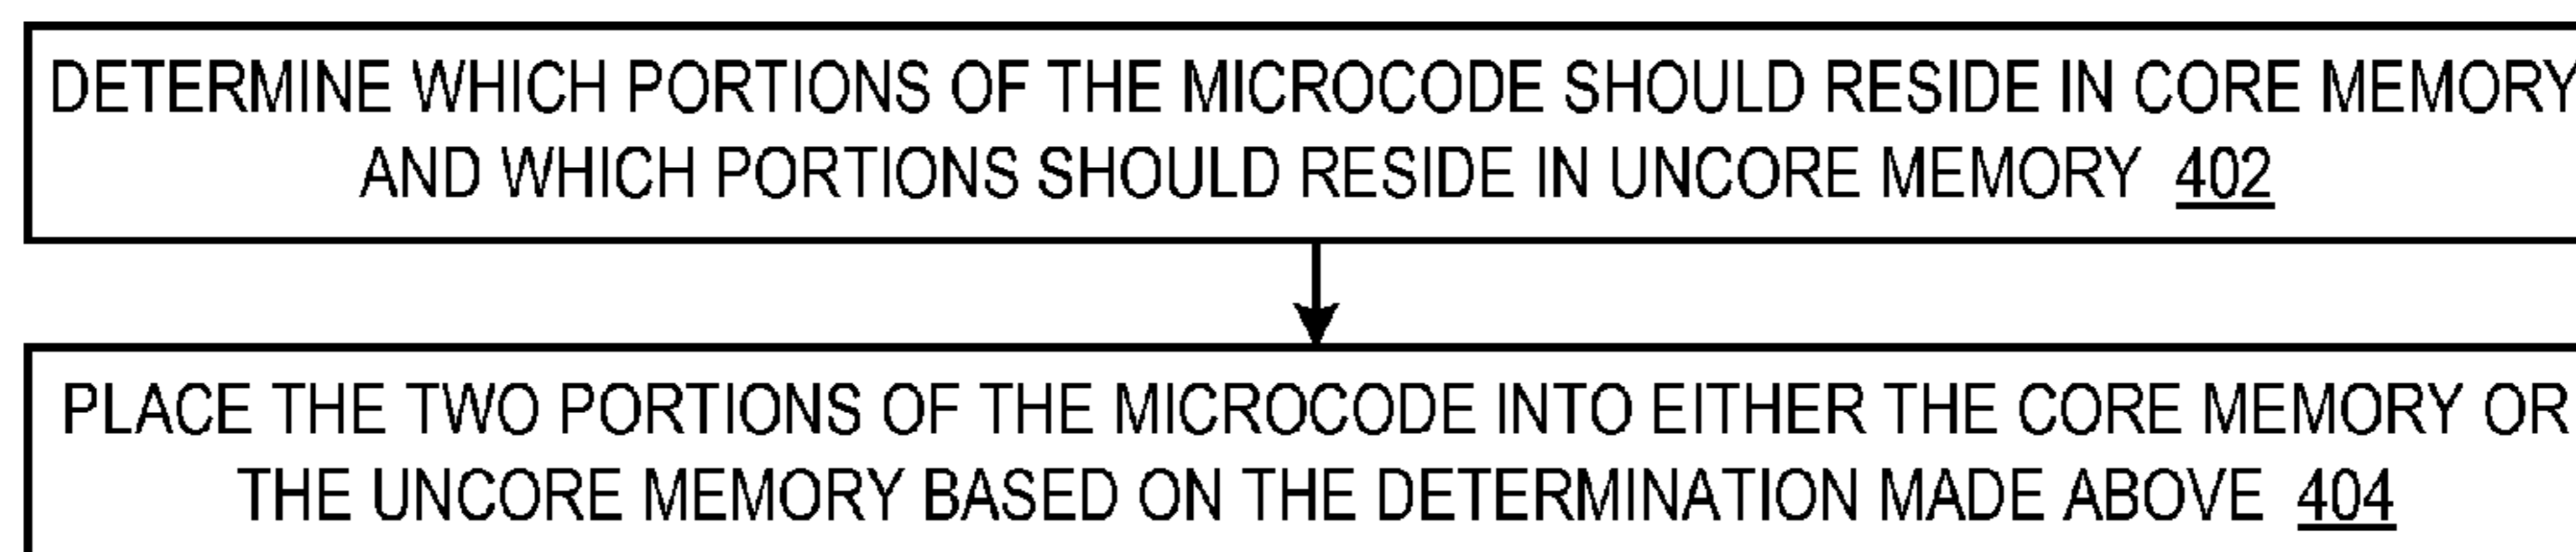 DETERMINE WHICH PORTIONS OF THE MICROCODE SHOULD RESIDE IN CORE MEMORY
AND WHICH PORTIONS SHOULD RESIDE IN UNCORE MEMORY 402
PLACE THE TWO PORTIONS OF THE MICROCODE INTO EITHER THE CORE MEMORY OR
THE UNCORE MEMORY BASED ON THE DETERMINATION MADE ABOVE 404